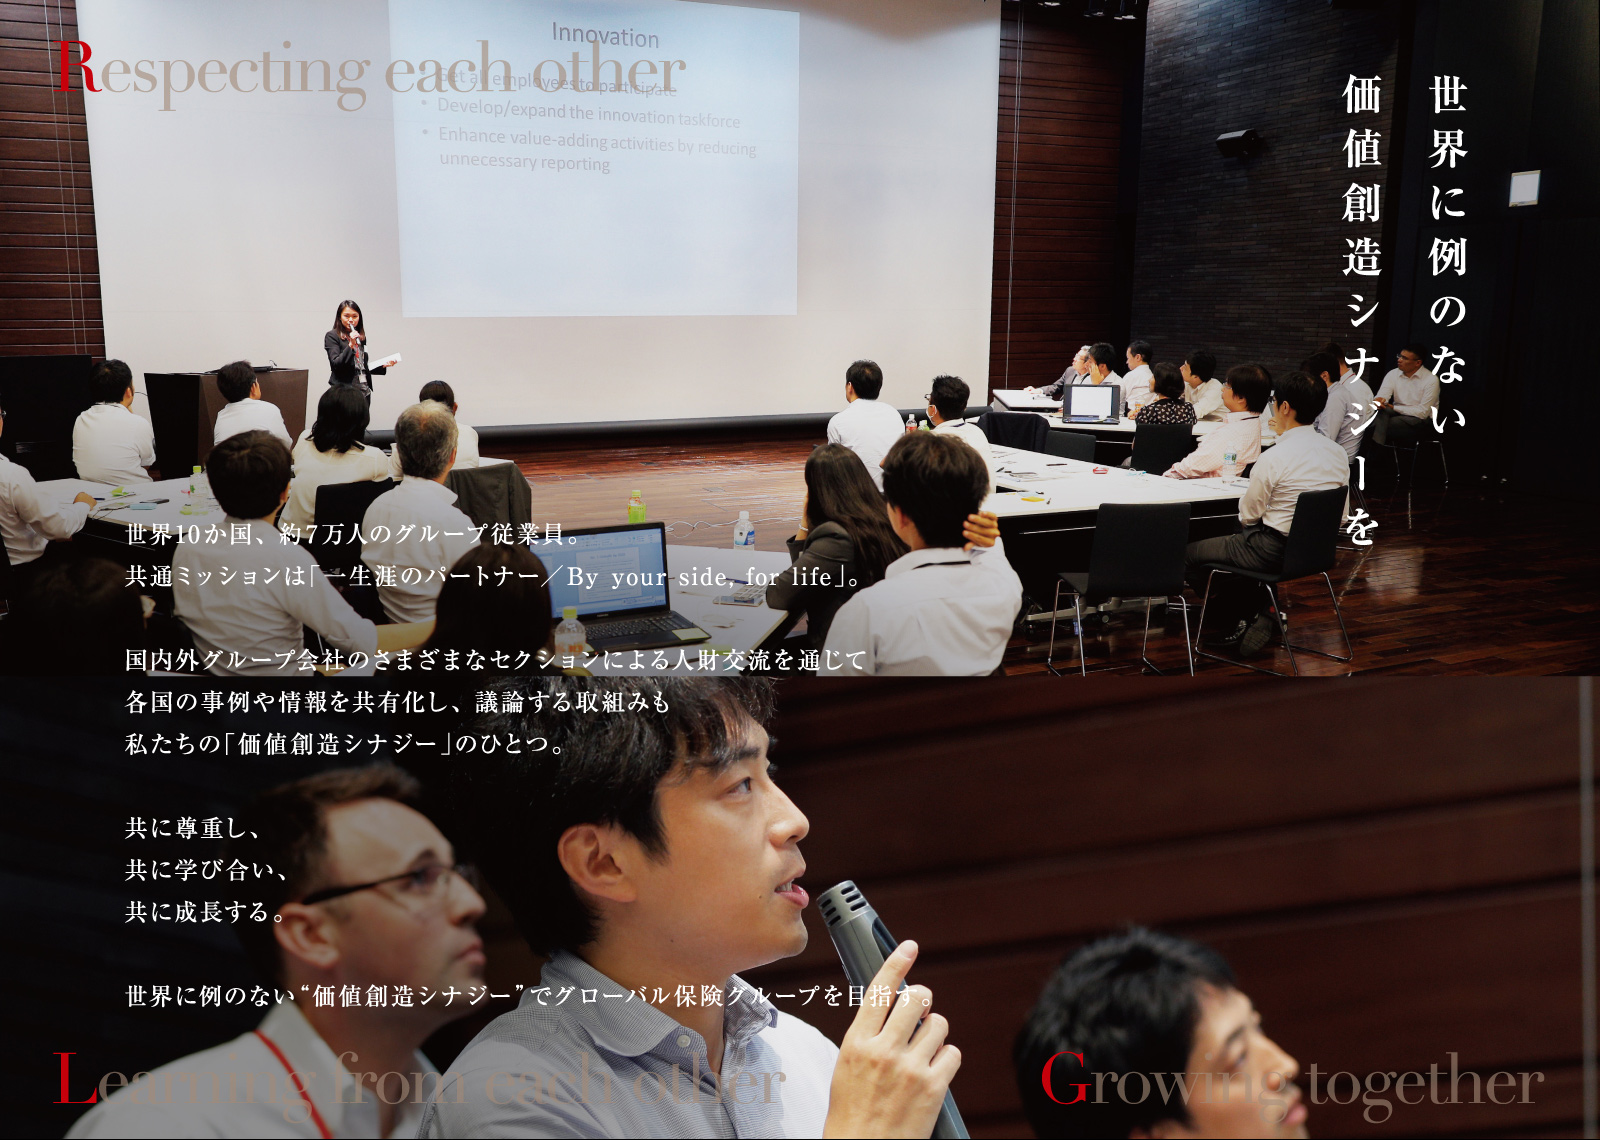 Respecting each other
Innovation
Get all employees to participate
Develop/expand the innovation taskforce
Enhance value-adding activities by reducing
unnecessary reporting
世界に例のない
価値創造シナジーを
世界10か国、約7万人のグループ従業員。
共通ミッションは「一生涯のパートナー／By your side, for life」。
国内外グループ会社のさまざまなセクションによる人財交流を通じて
各国の事例や情報を共有化し、議論する取組みも
私たちの「価値創造シナジー」のひとつ。
共に尊重し、
共に学び合い、
共に成長する。
世界に例のない“価値創造シナジー”でグローバル保険グループを目指す。
Learning from each other
Growing together